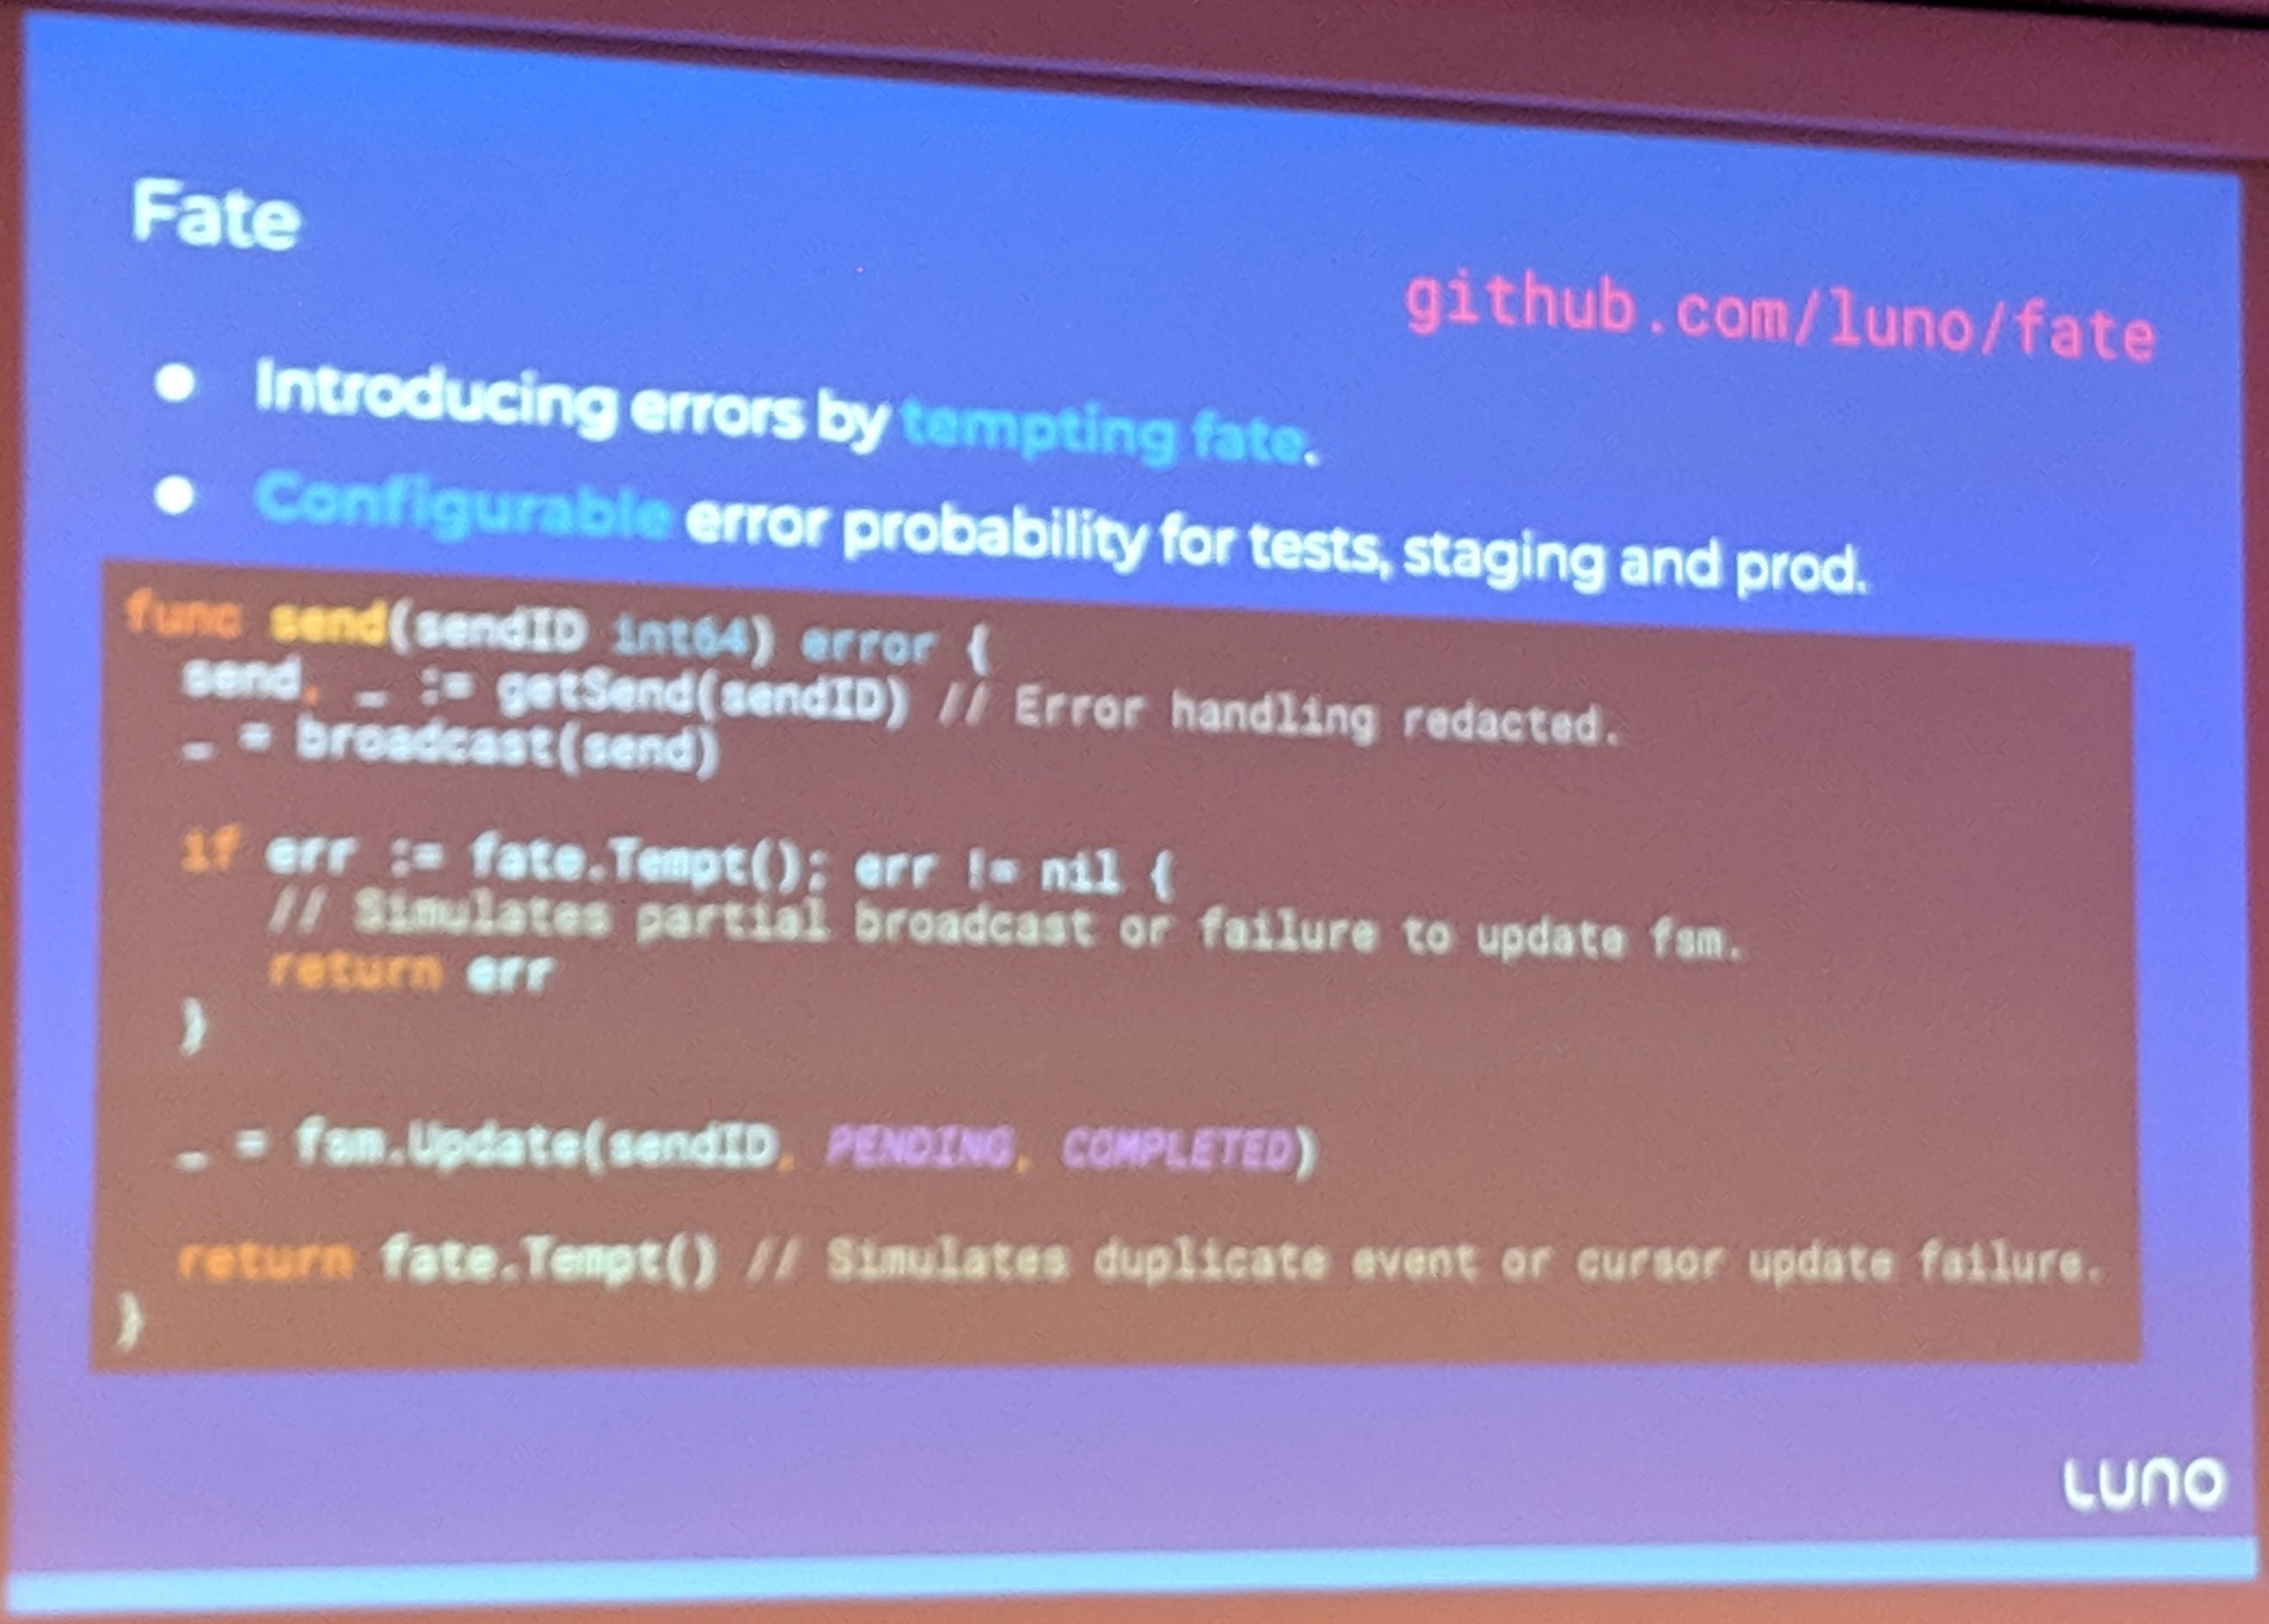 Fate
github.com/luno/fate
● Introducing errors by tempting fate.
● Configurable error probability for tests, staging and prod.
func send(sendID int64) error {
send, _ := getSend(sendID) // Error handling redacted.
_ = broadcast(send)
if err := fate.Tempt(); err != nil {
// Simulates partial broadcast or failure to update fsm.
return err
}
_ = fsm.Update(sendID, PENDING, COMPLETED)
return fate.Tempt() // Simulates duplicate event or cursor update failure.
}
LUNO